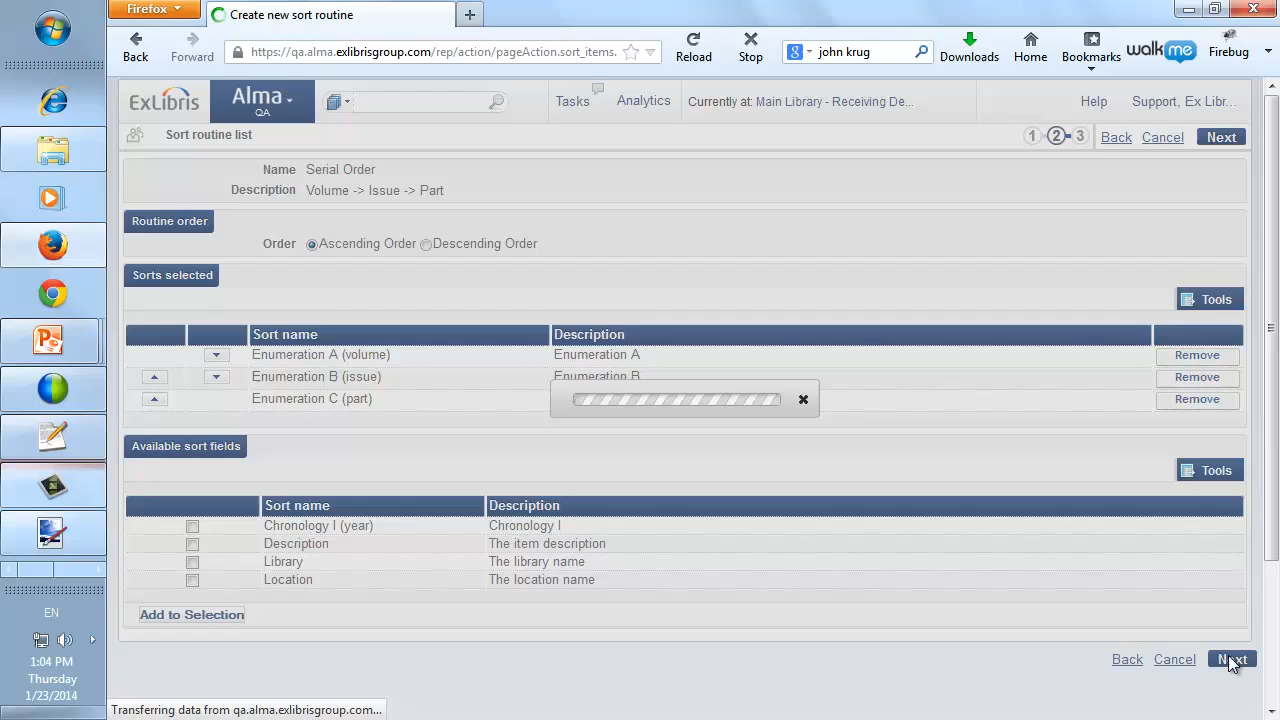 Firefox
Create new sort routine
Back
Forward
https://qa.alma.exlibrisgroup.com/rep/action/pageAction.sort_items.
Reload
Stop
john krug
Downloads
Home
Bookmarks
walkme
Firebug
ExLibris
Alma
QA
Tasks
Analytics
Currently at: Main Library - Receiving De...
Help
Support, Ex Libr...
Sort routine list
1 2 3
Back
Cancel
Next
Name Serial Order
Description Volume -> Issue -> Part
Routine order
Order Ascending Order Descending Order
Sorts selected
Tools
Sort name Description
Enumeration A (volume) Enumeration A Remove
Enumeration B (issue) Enumeration B Remove
Enumeration C (part) Remove
Available sort fields
Tools
Sort name Description
Chronology I (year) Chronology I
Description The item description
Library The library name
Location The location name
Add to Selection
Back Cancel Next
EN
1:04 PM
Thursday
1/23/2014
Transferring data from qa.alma.exlibrisgroup.com...